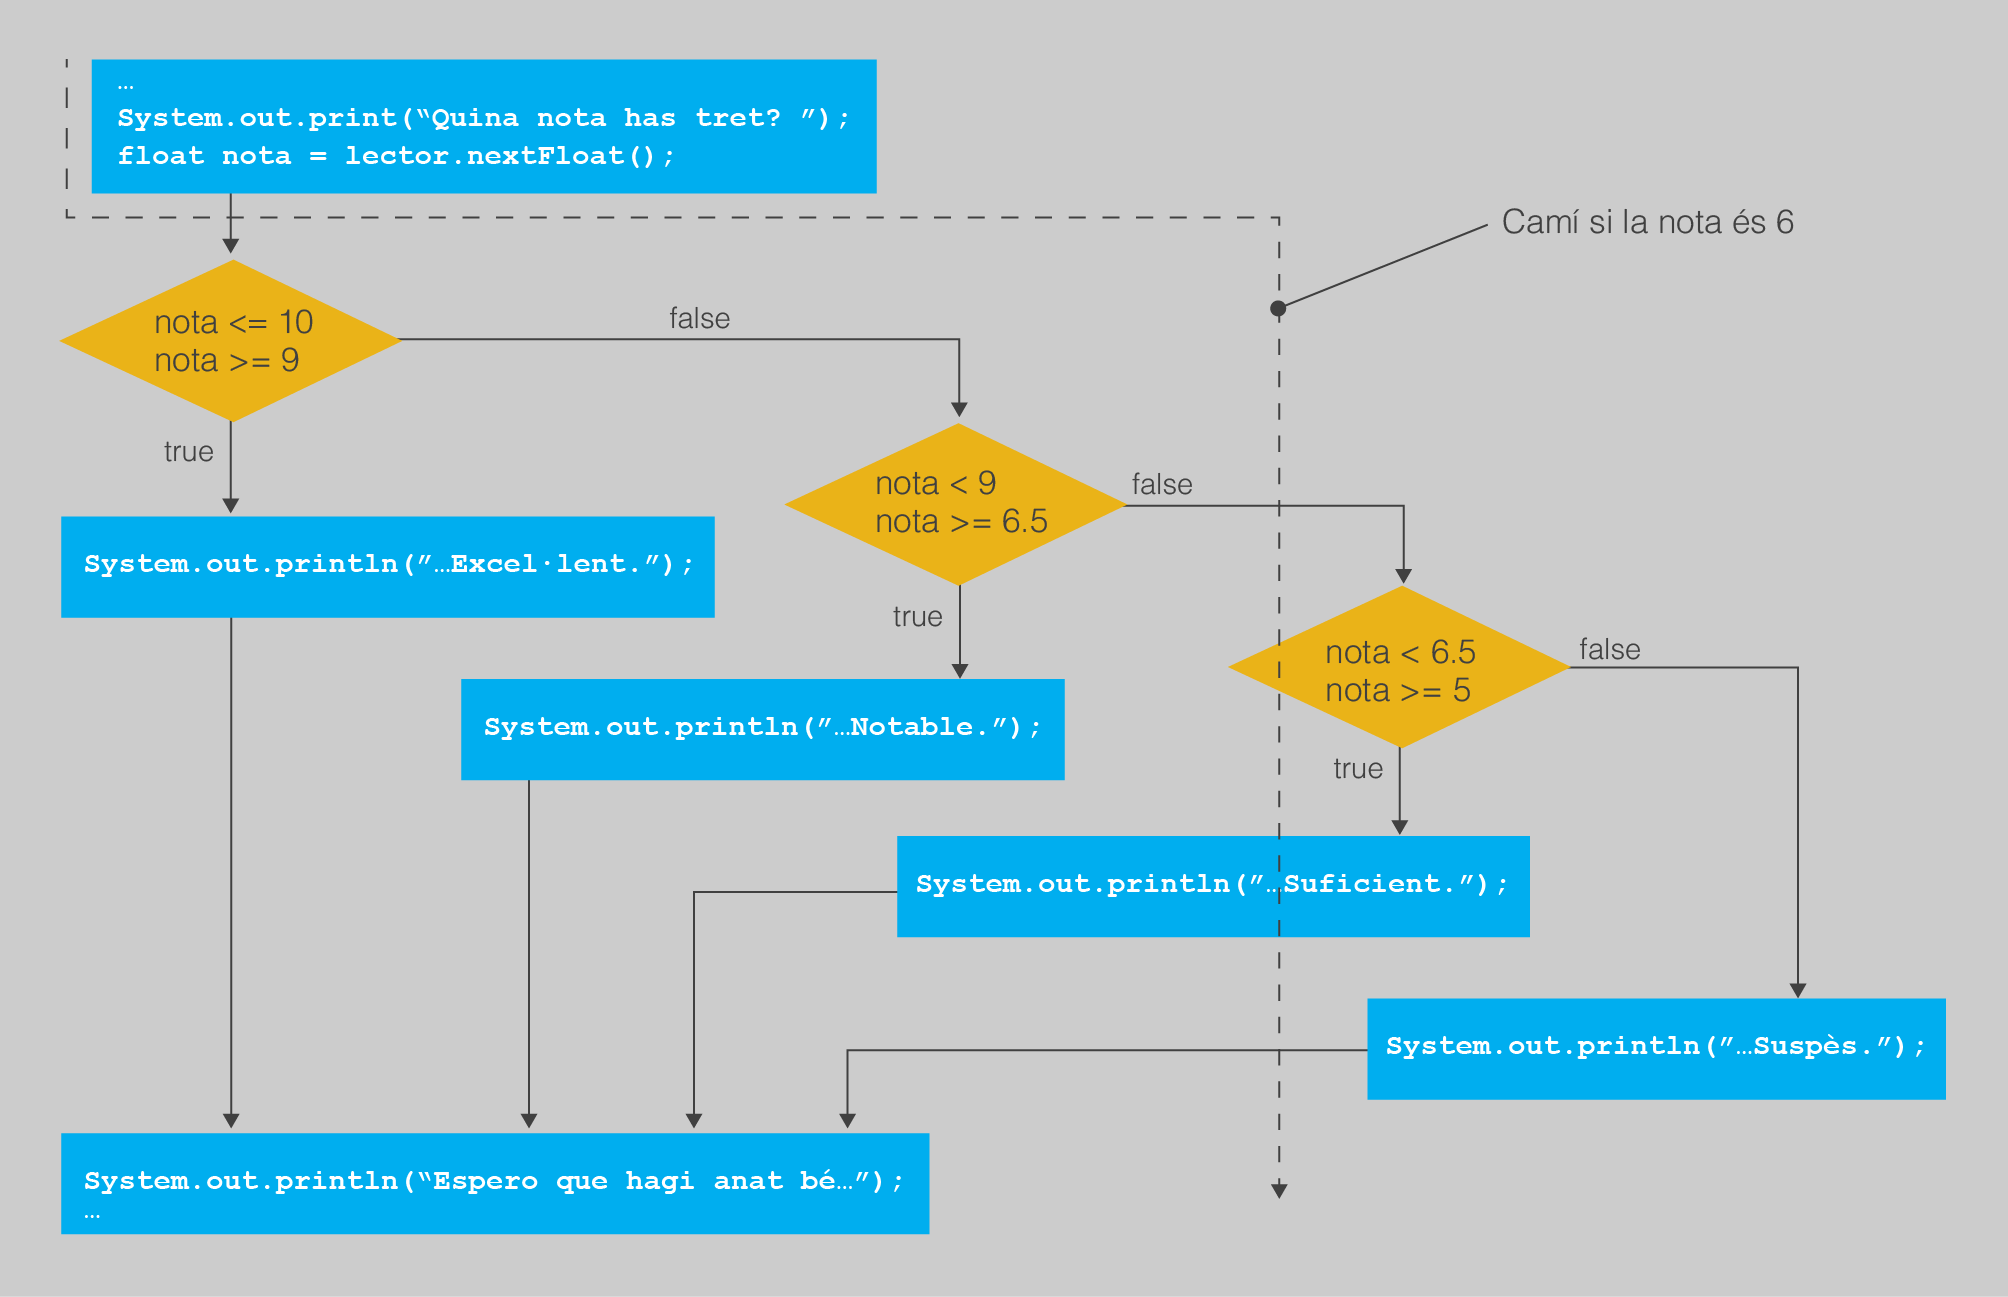 …
System.out.print(“Quina nota has tret? ”);
float nota = lector.nextFloat();
Camí si la nota és 6
nota <= 10
nota >= 9
false
true
nota < 9
nota >= 6.5
false
System.out.println(”…Excel·lent.”);
true
nota < 6.5
nota >= 5
false
System.out.println(”…Notable.”);
true
System.out.println(”…Suficient.”);
System.out.println(”…Suspès.”);
System.out.println(“Espero que hagi anat bé…”);
…